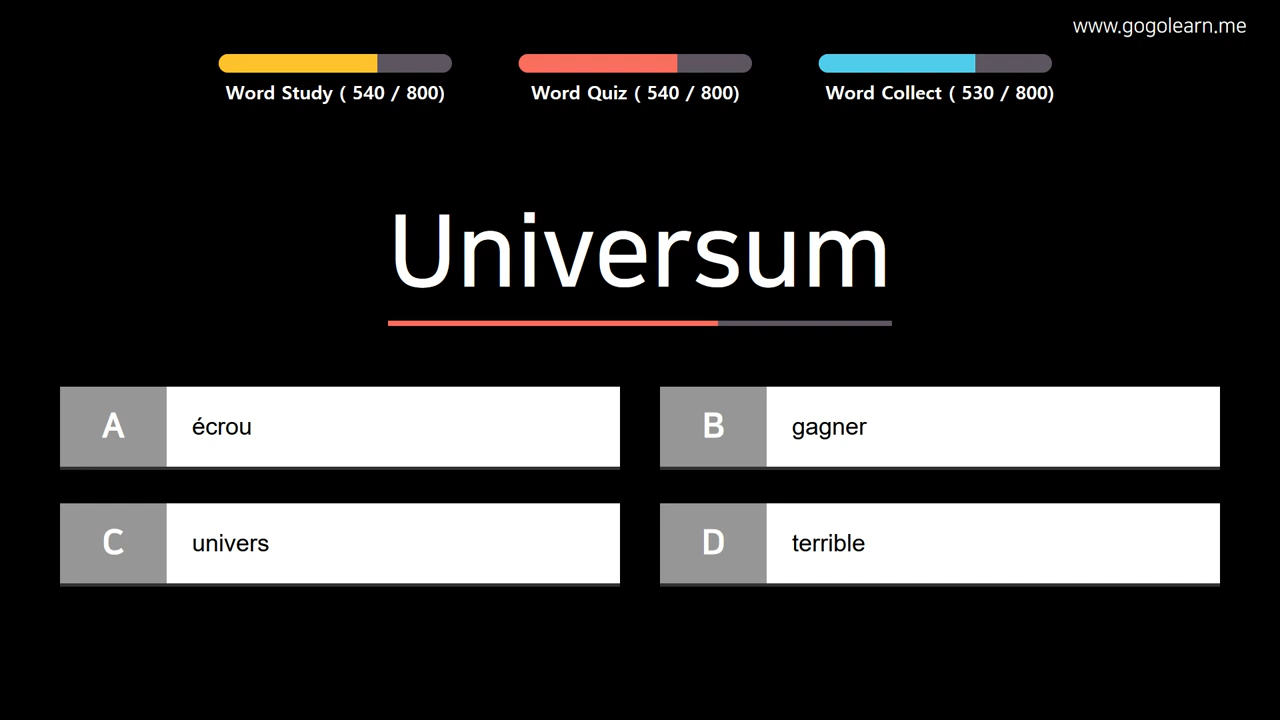 www.gogolearn.me
Word Study ( 540 / 800)
Word Quiz ( 540 / 800)
Word Collect ( 530 / 800)
Universum
A
écrou
B
gagner
C
univers
D
terrible